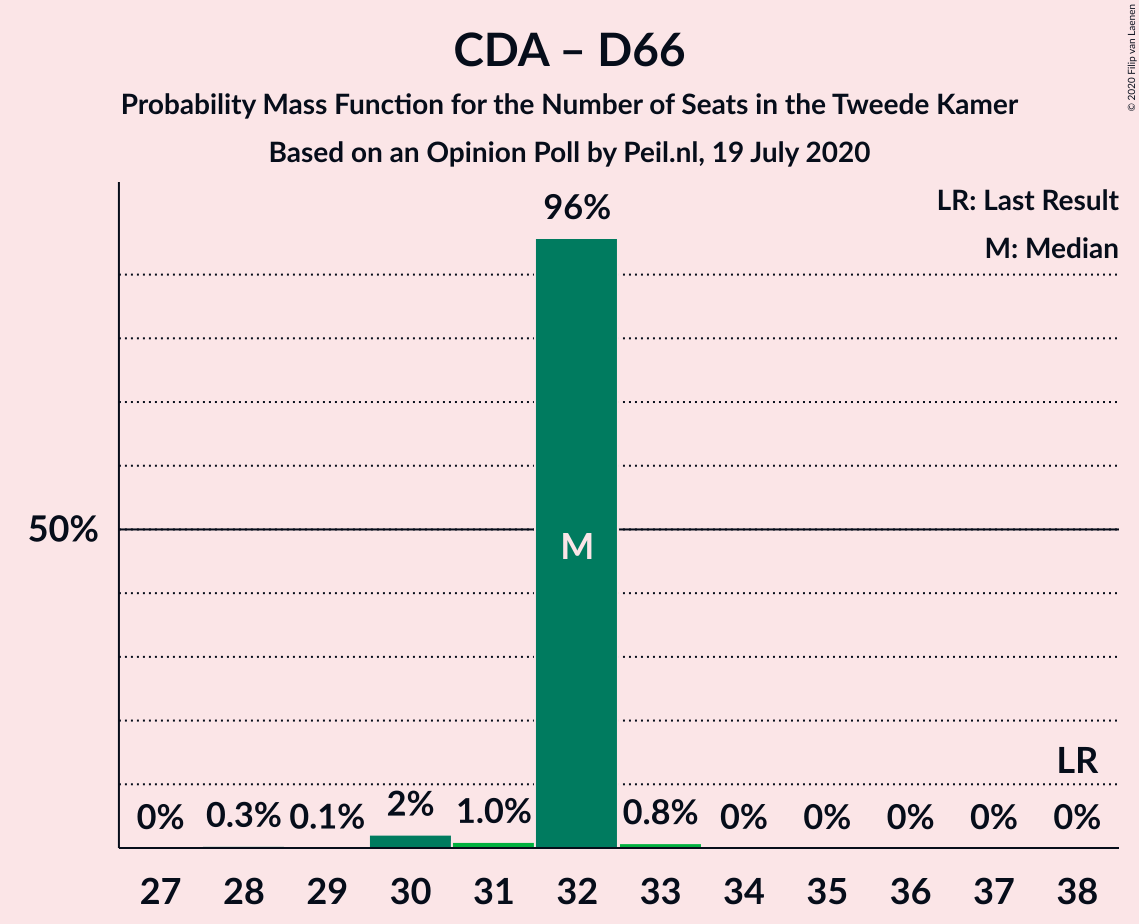 CDA – D66
Probability Mass Function for the Number of Seats in the Tweede Kamer
Based on an Opinion Poll by Peil.nl, 19 July 2020
© 2020 Filip van Laenen
LR: Last Result
M: Median
96%
50%
M
LR
0% 0.3% 0.1% 2% 1.0% 0.8% 0% 0% 0% 0% 0%
27 28 29 30 31 32 33 34 35 36 37 38